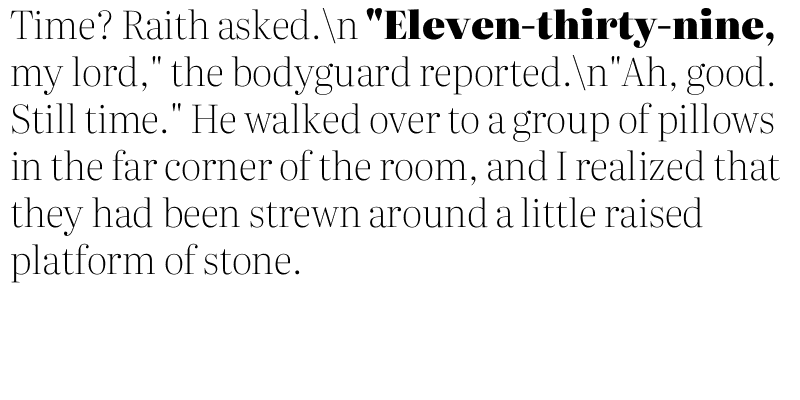 Time? Raith asked.\n "Eleven-thirty-nine,
my lord," the bodyguard reported.\n"Ah, good.
Still time." He walked over to a group of pillows
in the far corner of the room, and I realized that
they had been strewn around a little raised
platform of stone.